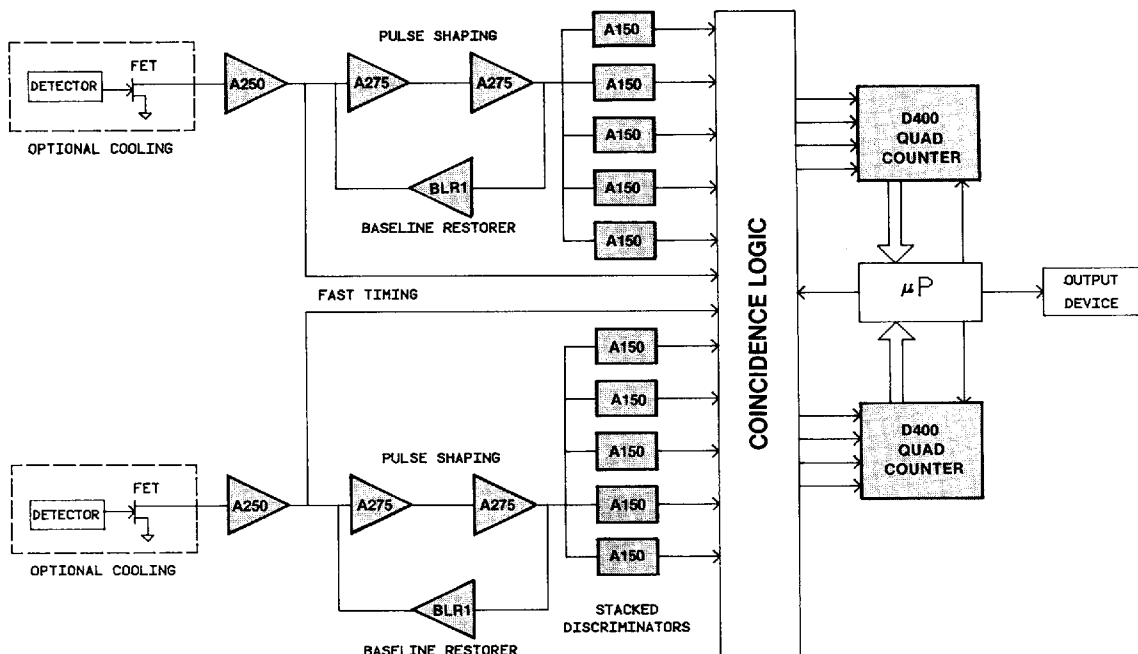 PULSE SHAPING
FET
DETECTOR
A250
A275
A275
OPTIONAL COOLING
BLR1
BASELINE RESTORER
A150
A150
A150
A150
A150
FAST TIMING
COINCIDENCE LOGIC
D400
QUAD
COUNTER
μP
OUTPUT
DEVICE
D400
QUAD
COUNTER
A150
A150
A150
A150
A150
PULSE SHAPING
FET
DETECTOR
A250
A275
A275
OPTIONAL COOLING
BLR1
BASELINE RESTORER
STACKED
DISCRIMINATORS